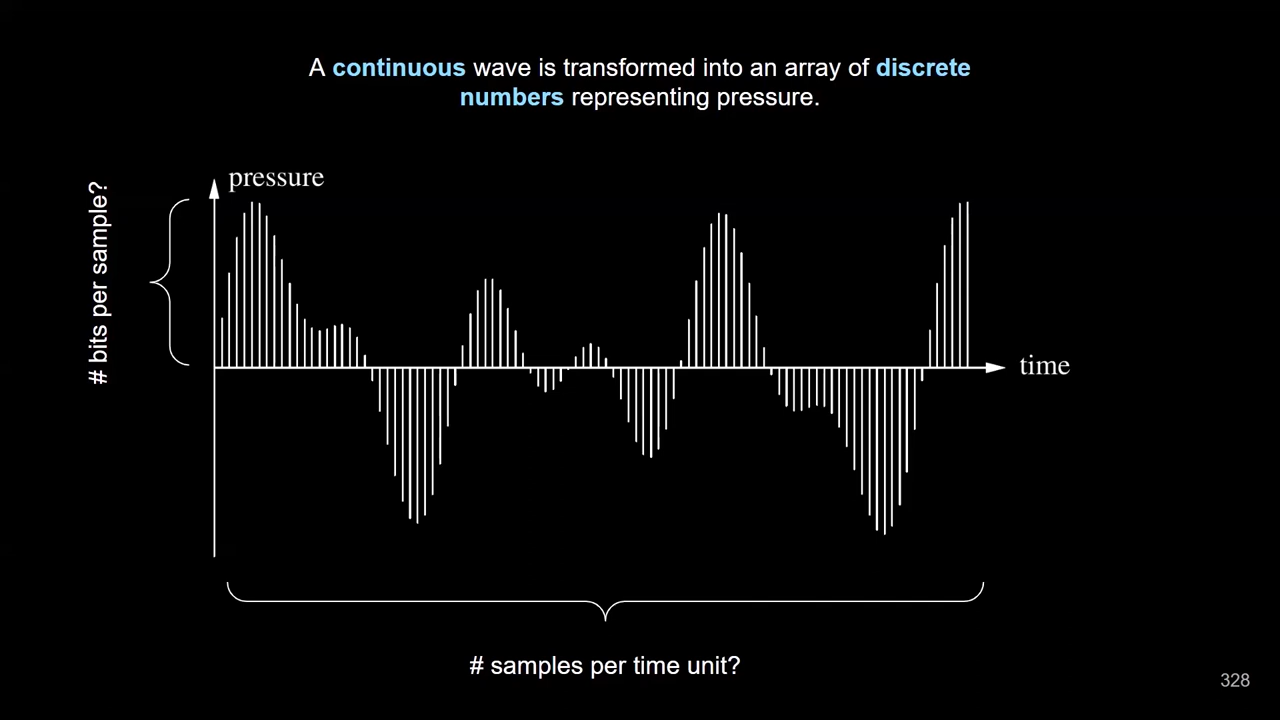 A continuous wave is transformed into an array of discrete
numbers representing pressure.
pressure
# bits per sample?
time
# samples per time unit?
328